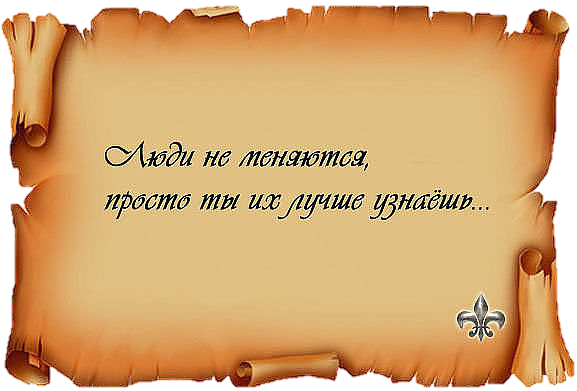 Люди не меняются,
просто ты их лучше узнаёшь...